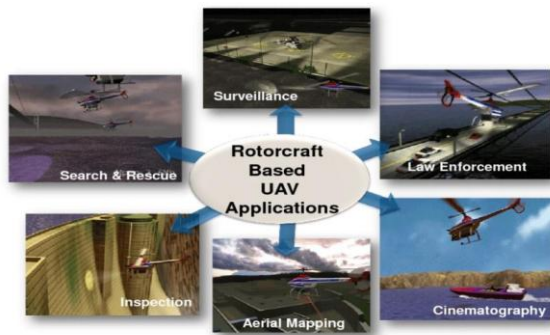 Surveillance
Search & Rescue
Law Enforcement
Rotorcraft
Based
UAV
Applications
Inspection
Aerial Mapping
Cinematography